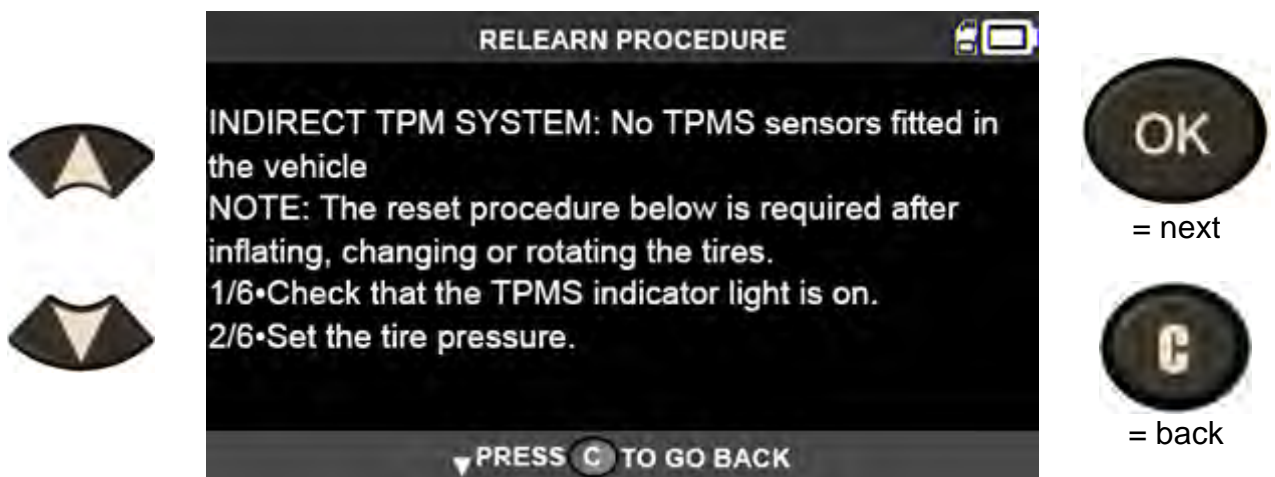 RELEARN PROCEDURE
INDIRECT TPM SYSTEM: No TPMS sensors fitted in
the vehicle
NOTE: The reset procedure below is required after
inflating, changing or rotating the tires.
1/6•Check that the TPMS indicator light is on.
2/6•Set the tire pressure.
▼PRESS C TO GO BACK
OK
= next
C
= back